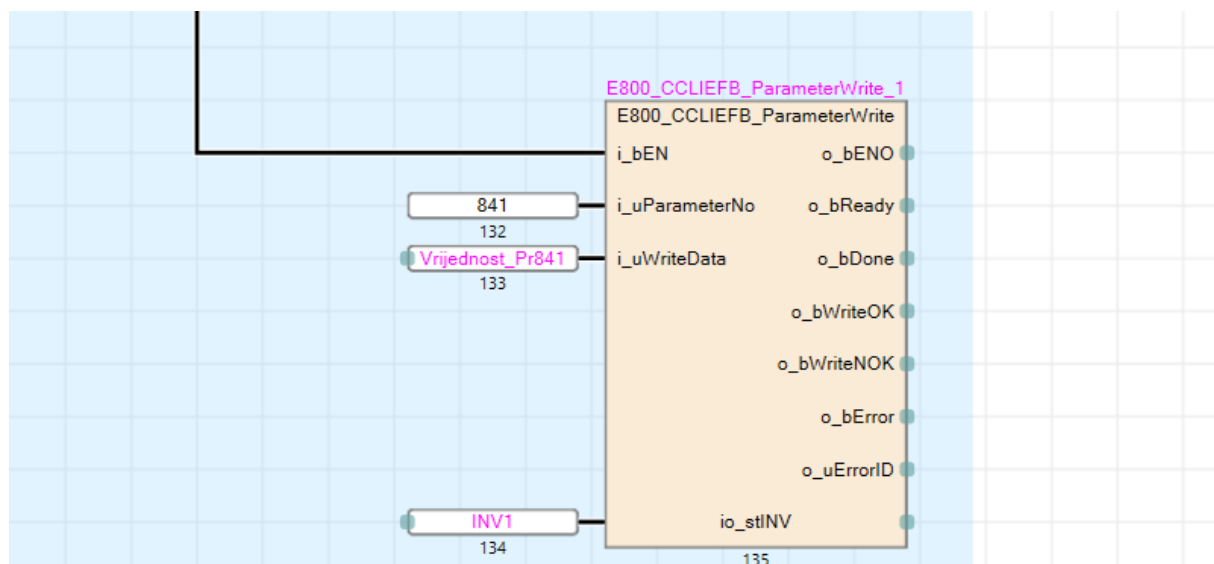 E800_CCLIEFB_ParameterWrite_1
E800_CCLIEFB_ParameterWrite
i_bEN o_bENO
841 i_uParameterNo o_bReady
132
Vrijednost_Pr841 i_uWriteData o_bDone
133
o_bWriteOK
o_bWriteNOK
o_bError
o_uErrorID
INV1 io_stINV
134
135